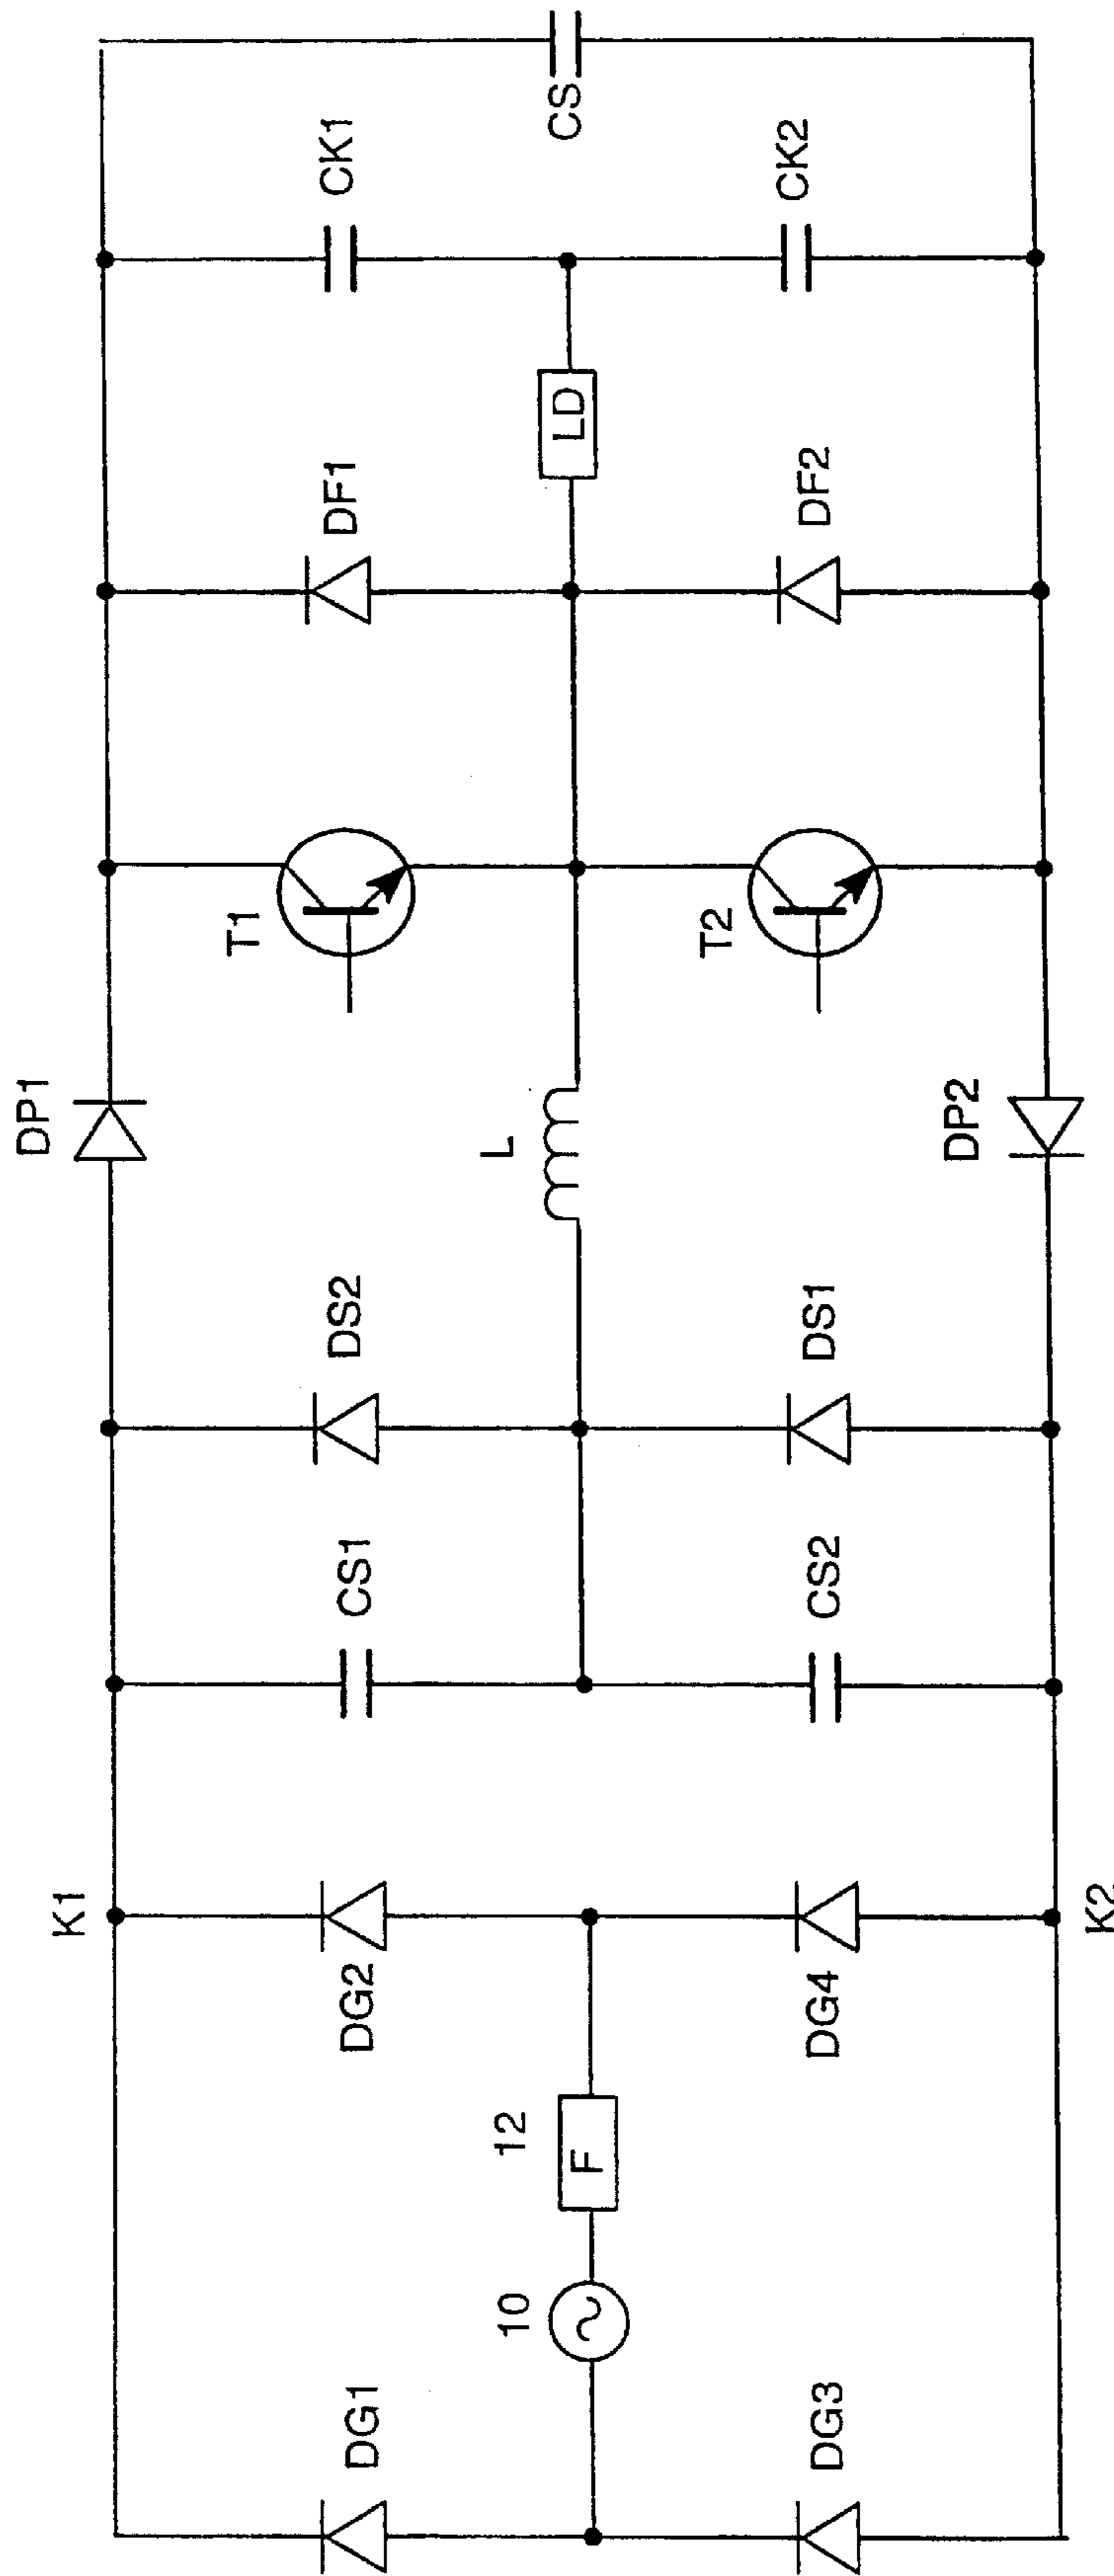 DG1
DG3
10
12
F
DG2
DG4
K1
K2
CS1
CS2
DS2
DS1
L
DP1
DP2
T1
T2
DF1
DF2
LD
CK1
CK2
CS